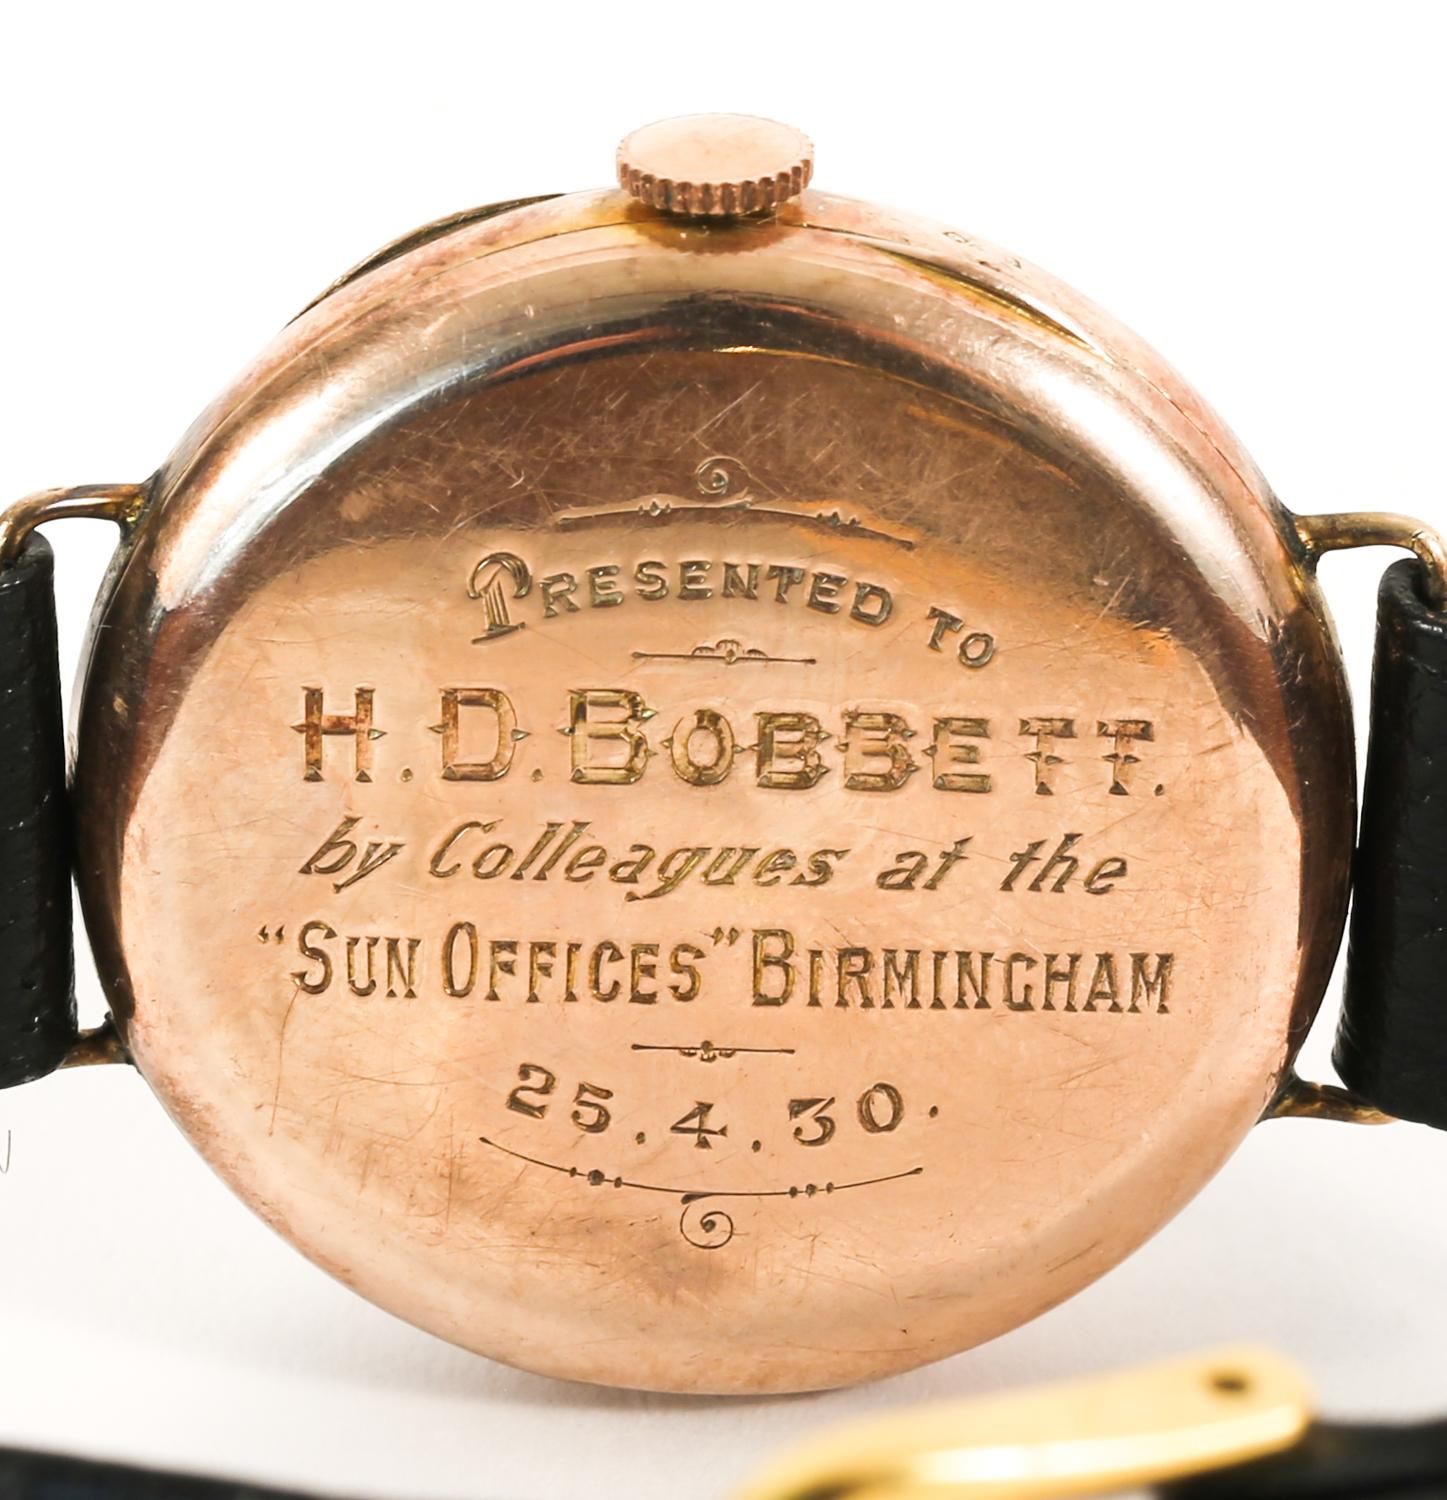 PRESENTED TO
H.D. BOBBETT.
by Colleagues at the
"SUN OFFICES" BIRMINGHAM
25.4.30.